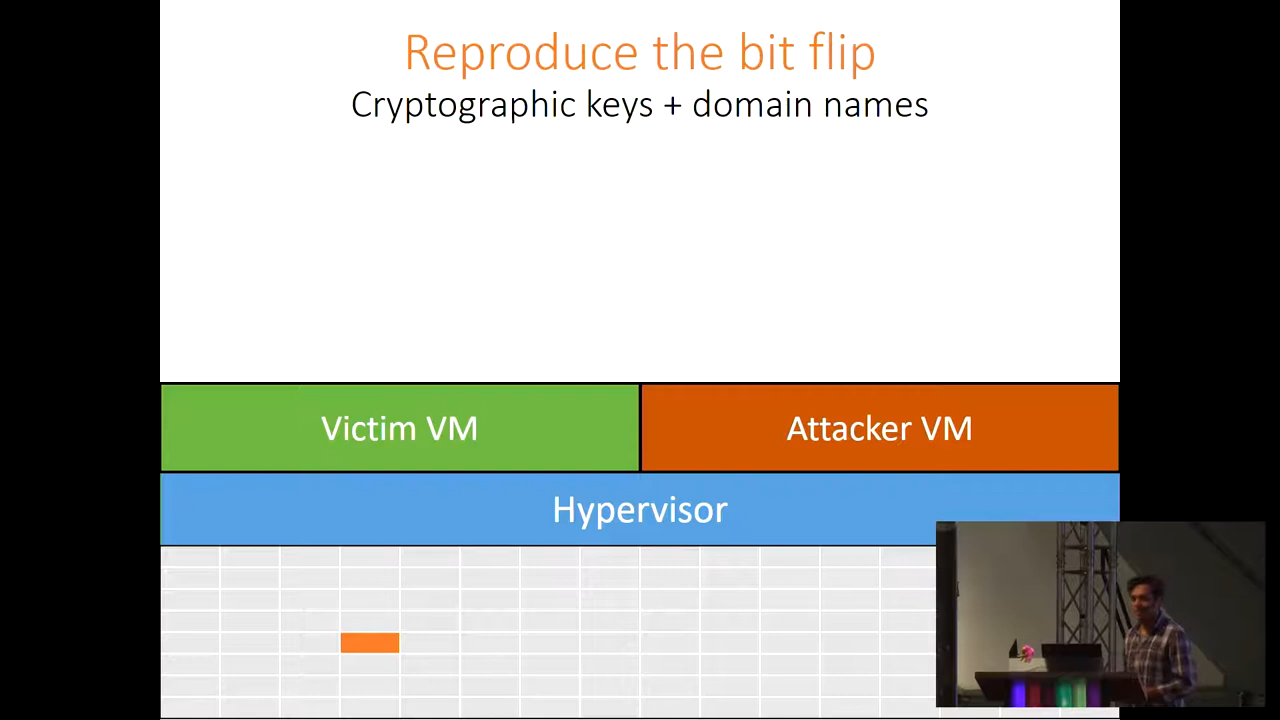 Reproduce the bit flip
Cryptographic keys + domain names
Victim VM
Attacker VM
Hypervisor